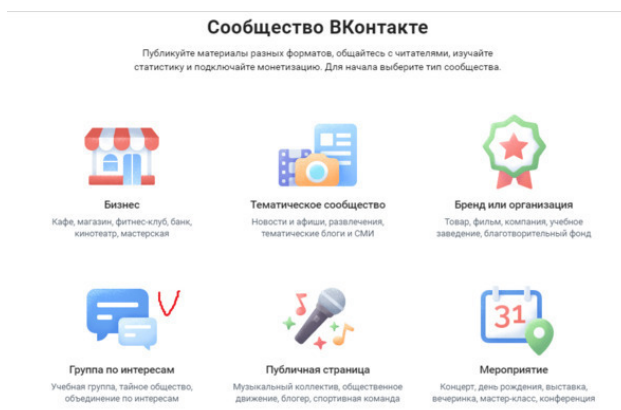 Сообщество ВКонтакте
Публикуйте материалы разных форматов, общайтесь с читателями, изучайте
статистику и подключайте монетизацию. Для начала выберите тип сообщества.
Бизнес
Кафе, магазин, фитнес-клуб, банк,
кинотеатр, мастерская
Тематическое сообщество
Новости и афиши, развлечения,
тематические блоги и СМИ
Бренд или организация
Товар, фильм, компания, учебное
заведение, благотворительный фонд
31
Группа по интересам
Учебная группа, тайное общество,
объединение по интересам
Публичная страница
Музыкальный коллектив, общественное
движение, блогер, спортивная команда
Мероприятие
Концерт, день рождения, выставка,
вечеринка, мастер-класс, конференция